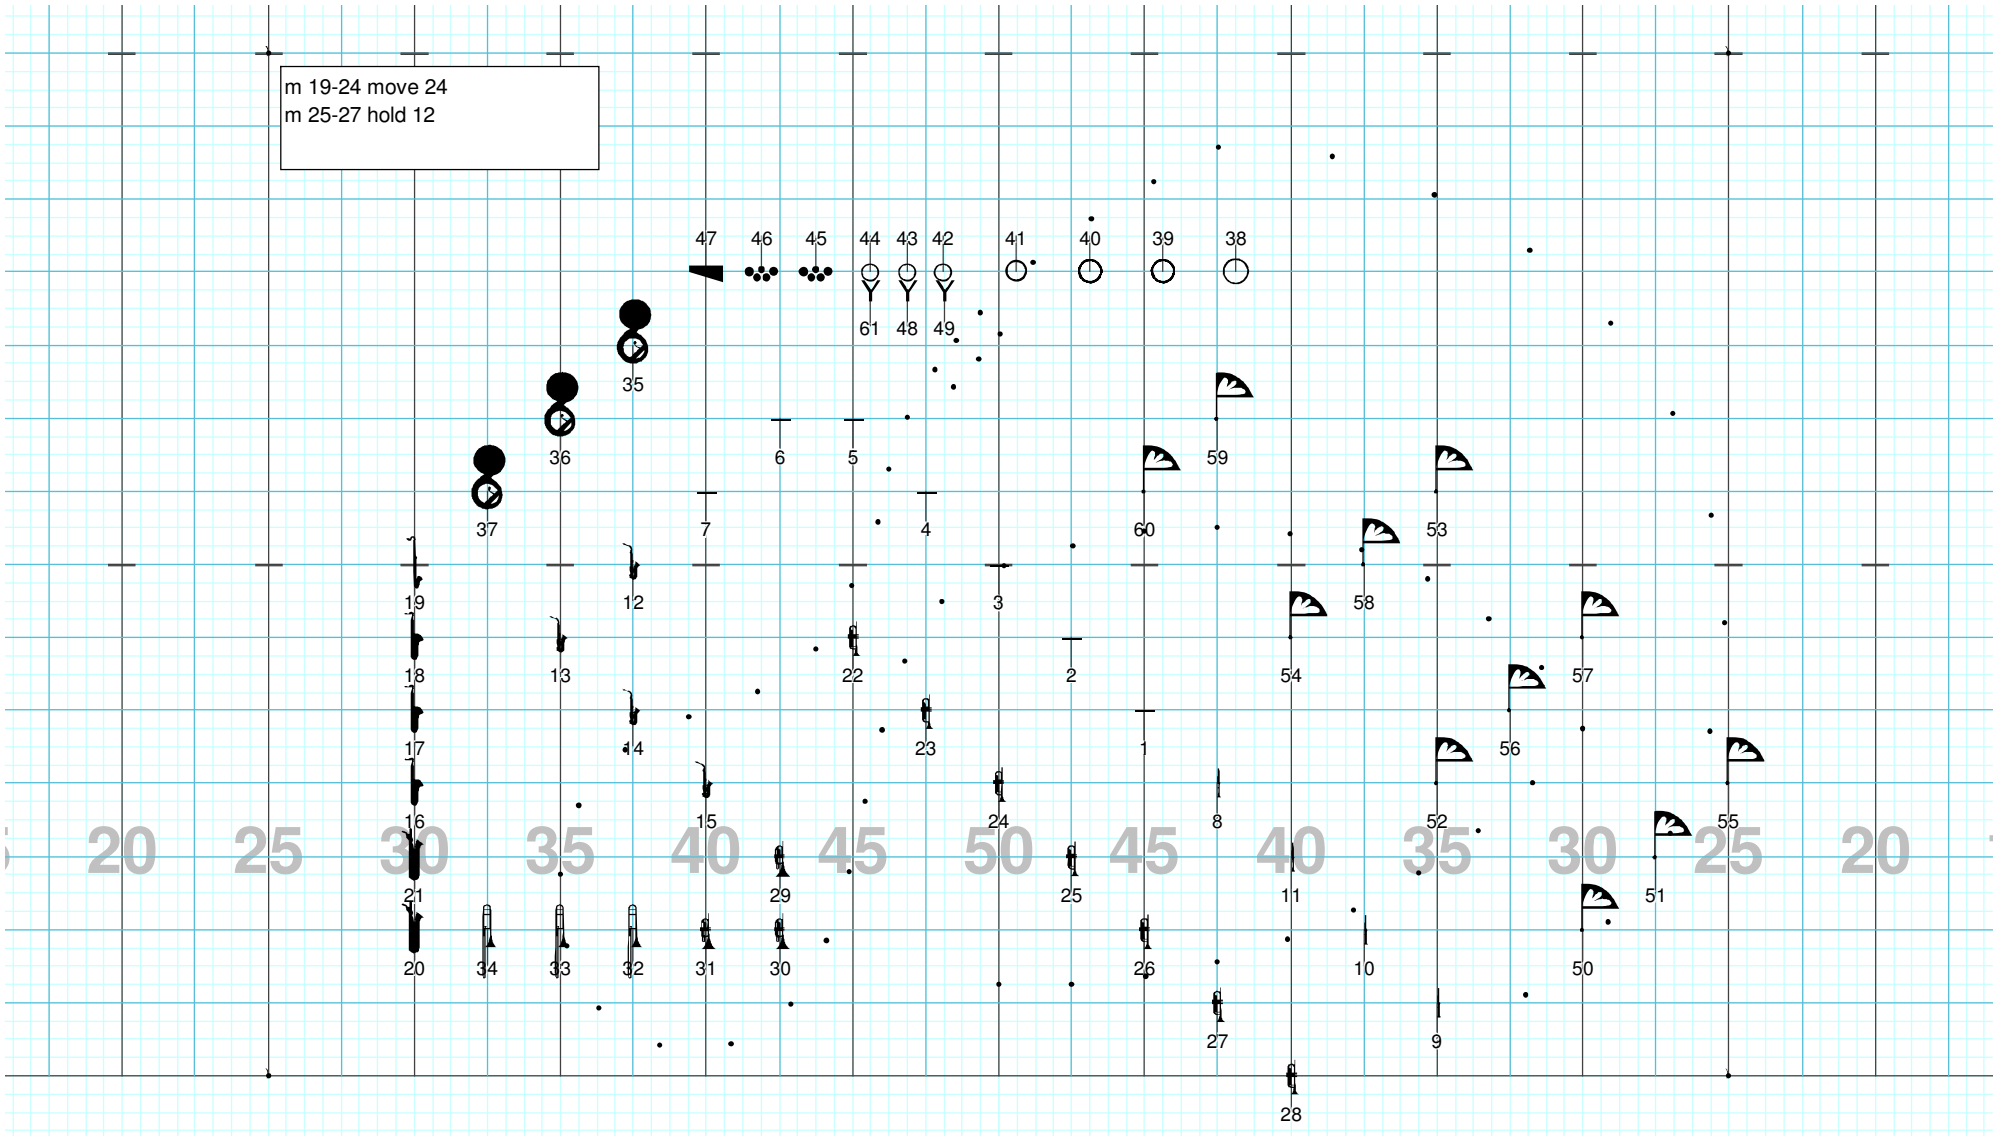 m 19-24 move 24
m 25-27 hold 12
47 46 45 44 43 42 41 40 39 38
61 48 49
35
36 6 5 59
37 7 4 60 53
19 12 3 58
18 13 22 2 54 57
17 14 23 1 56
16 15 24 8 52 55
20 25 30 35 40 45 50 45 40 35 30 25 20
21 29 25 11 51
20 34 33 32 31 30 26 10 50
27 9
28